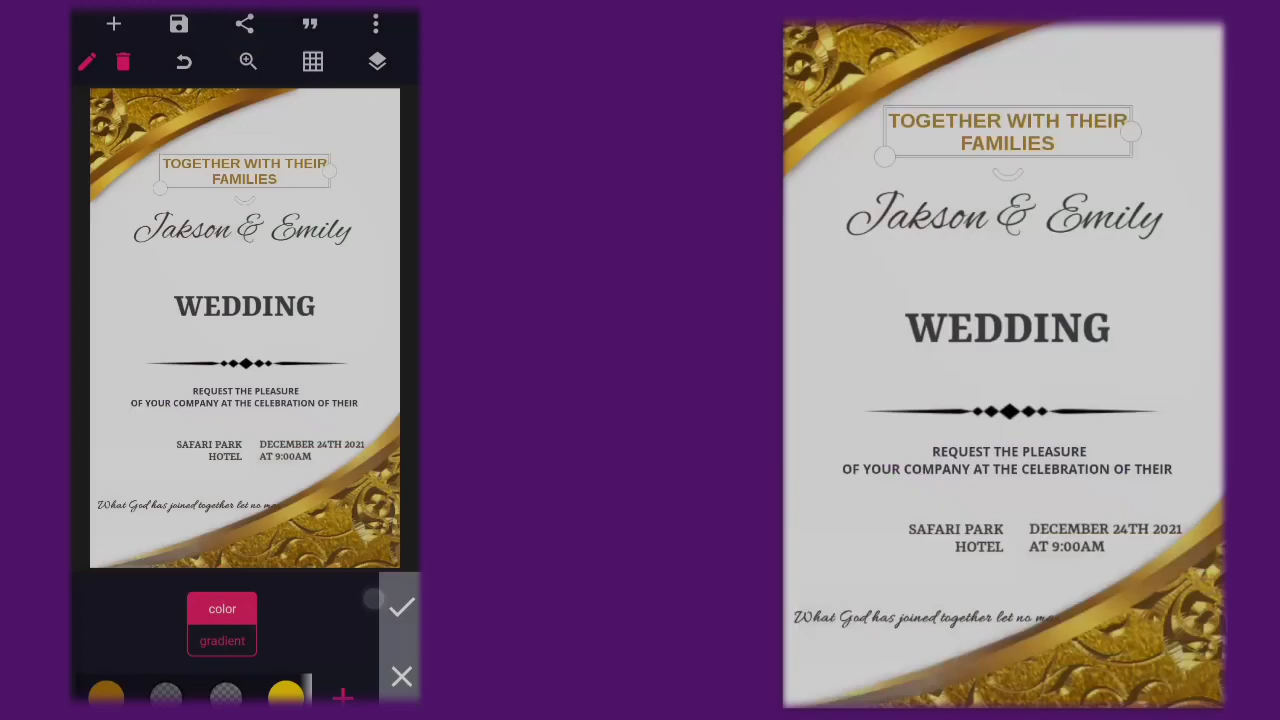 TOGETHER WITH THEIR
FAMILIES
Jakson & Emily
WEDDING
REQUEST THE PLEASURE
OF YOUR COMPANY AT THE CELEBRATION OF THEIR
SAFARI PARK
HOTEL
DECEMBER 24TH 2021
AT 9:00AM
What God has joined together let no
color
gradient
TOGETHER WITH THEIR
FAMILIES
Jakson & Emily
WEDDING
REQUEST THE PLEASURE
OF YOUR COMPANY AT THE CELEBRATION OF THEIR
SAFARI PARK
HOTEL
DECEMBER 24TH 2021
AT 9:00AM
What God has joined together let no